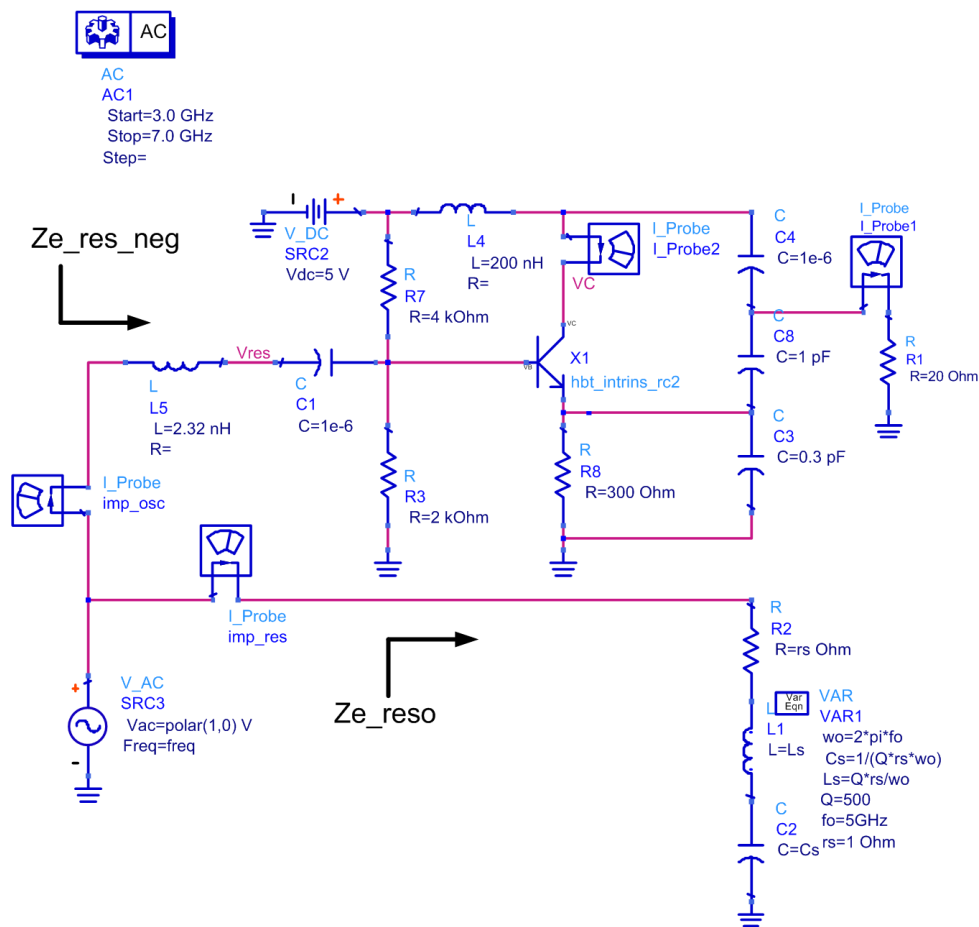 AC
AC
AC1
Start=3.0 GHz
Stop=7.0 GHz
Step=
Ze_res_neg
V_DC
SRC2
Vdc=5 V
L
L4
L=200 nH
R=
I_Probe
I_Probe2
C
C4
C=1e-6
I_Probe
I_Probe1
R
R7
R=4 kOhm
VC
VC
C
C8
C=1 pF
R
R1
R=20 Ohm
Vres
L
L5
L=2.32 nH
R=
C
C1
C=1e-6
VB
X1
hbt_intrins_rc2
C
C3
C=0.3 pF
R
R3
R=2 kOhm
R
R8
R=300 Ohm
I_Probe
imp_osc
I_Probe
imp_res
Ze_reso
R
R2
R=rs Ohm
V_AC
SRC3
Vac=polar(1,0) V
Freq=freq
L
L1
L=Ls
Var
Eqn
VAR
VAR1
wo=2*pi*fo
Cs=1/(Q*rs*wo)
Ls=Q*rs/wo
Q=500
fo=5GHz
rs=1 Ohm
C
C2
C=Cs